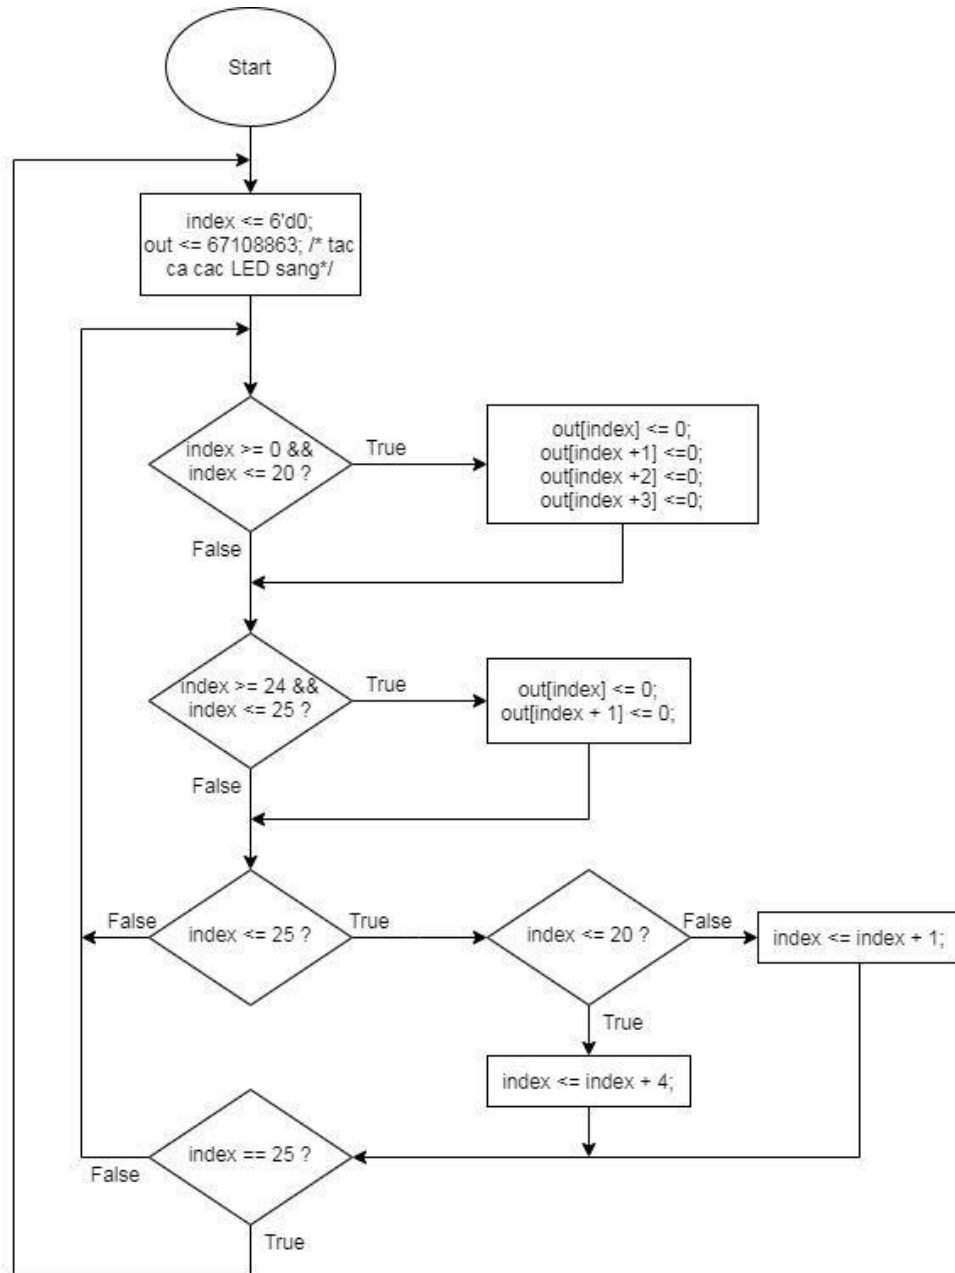 Start
index <= 6'd0;
out <= 67108863; /* tac
ca cac LED sang*/
index >= 0 &&
index <= 20 ?
True
out[index] <= 0;
out[index +1] <=0;
out[index +2] <=0;
out[index +3] <=0;
False
index >= 24 &&
index <= 25 ?
True
out[index] <= 0;
out[index + 1] <= 0;
False
False
index <= 25 ?
True
index <= 20 ?
False
index <= index + 1;
True
index <= index + 4;
index == 25 ?
False
True